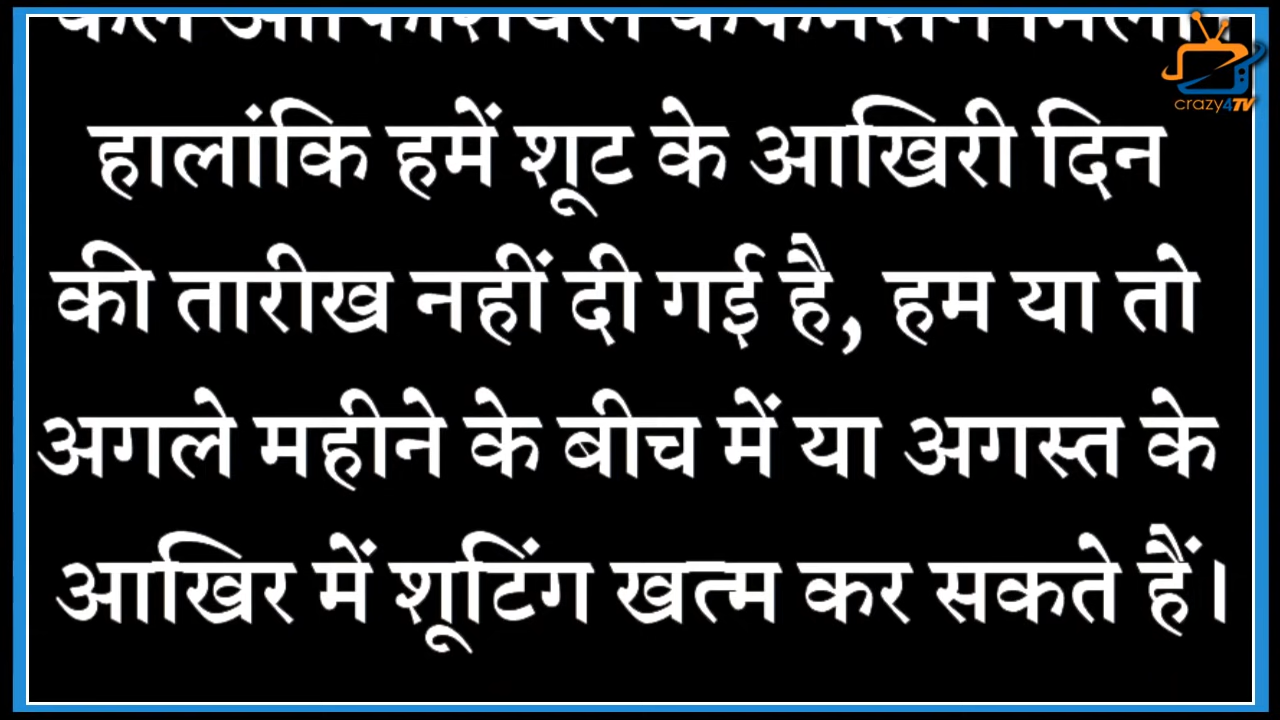 crazy4TV
हालांकि हमें शूट के आखिरी दिन
की तारीख नहीं दी गई है, हम या तो
अगले महीने के बीच में या अगस्त के
आखिर में शूटिंग खत्म कर सकते हैं।